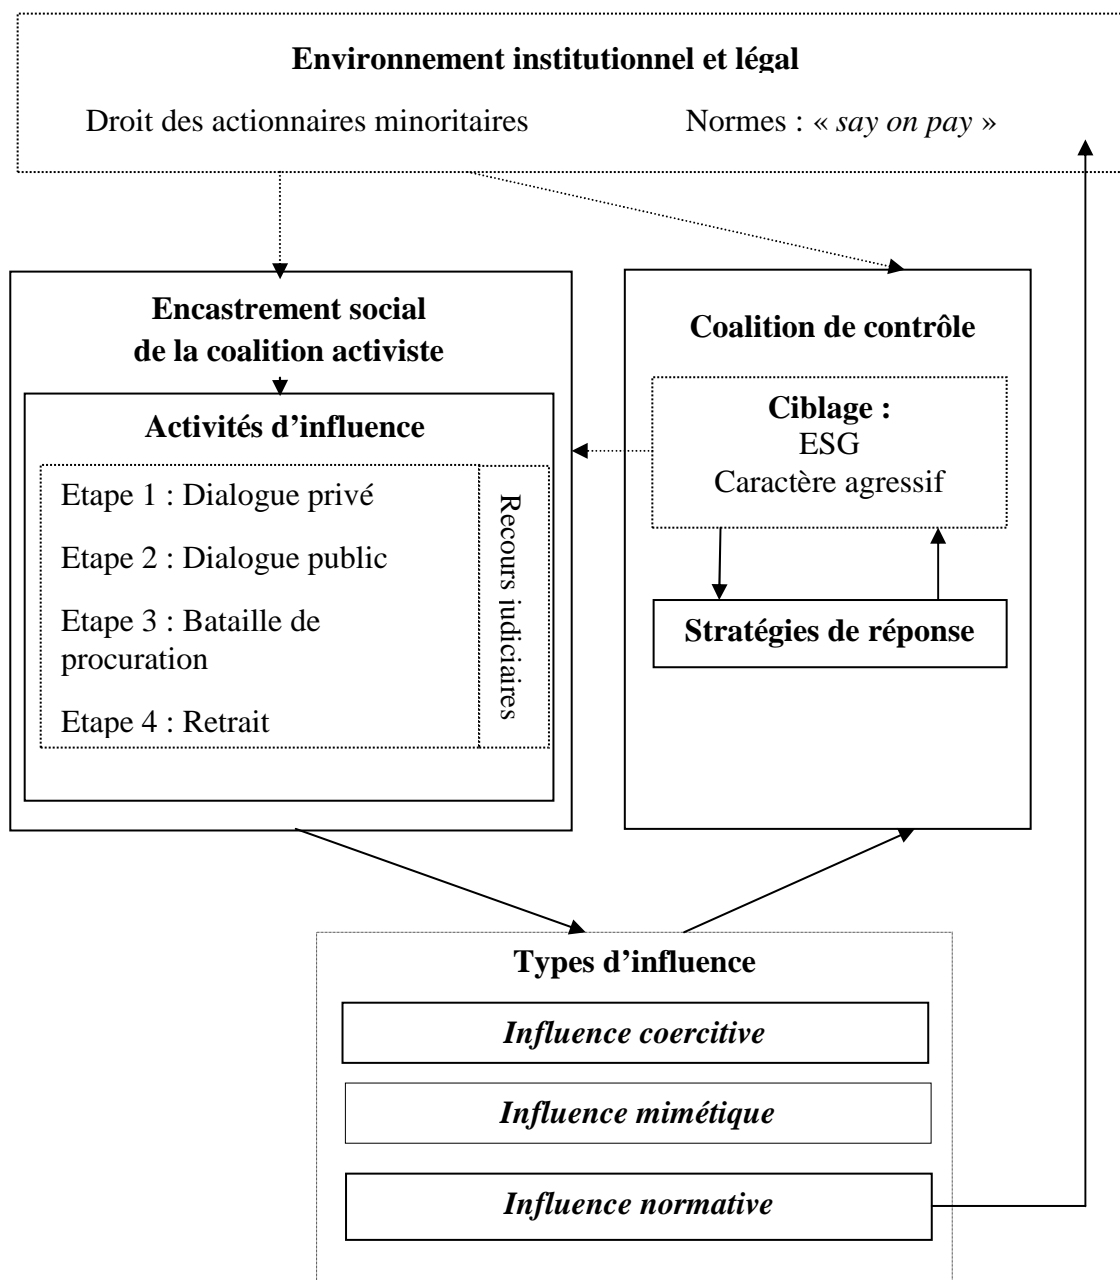 Environnement institutionnel et légal
Droit des actionnaires minoritaires
Normes : « say on pay »
Encastrement social
de la coalition activiste
Activités d’influence
Etape 1 : Dialogue privé
Etape 2 : Dialogue public
Etape 3 : Bataille de
procuration
Etape 4 : Retrait
Recours judiciaires
Coalition de contrôle
Ciblage :
ESG
Caractère agressif
Stratégies de réponse
Types d’influence
Influence coercitive
Influence mimétique
Influence normative